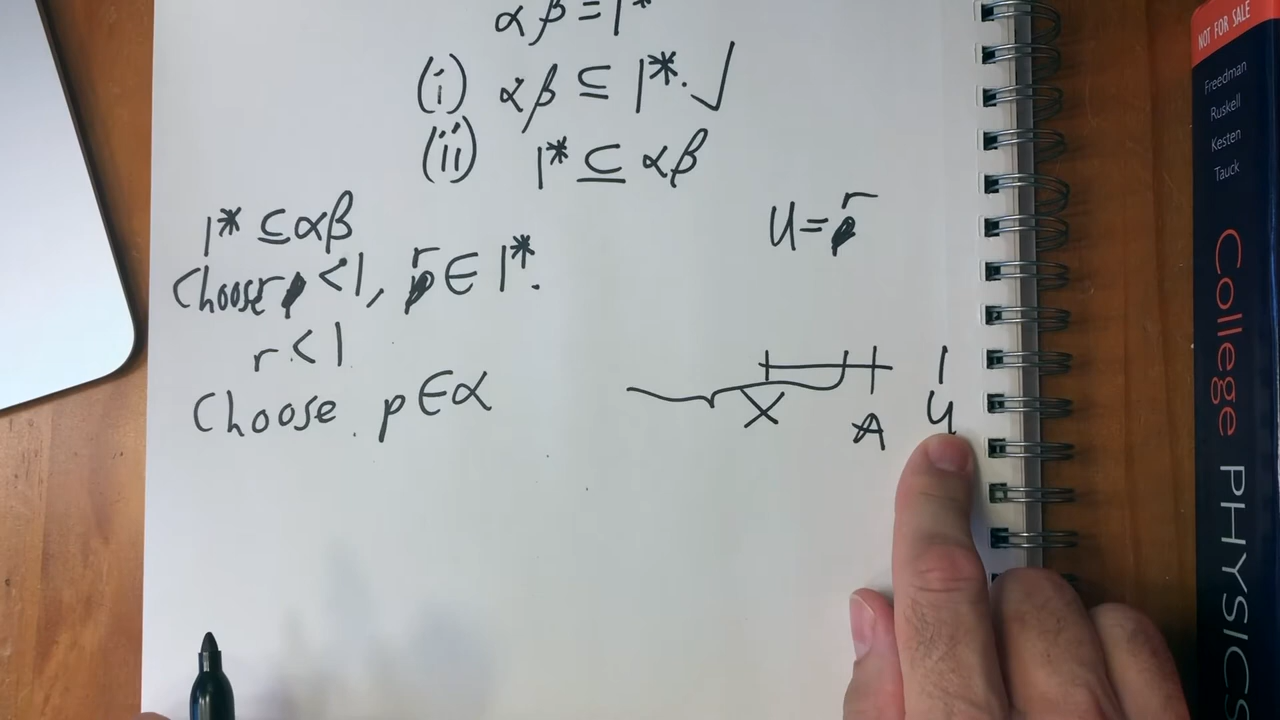 αβ = 1*
(i) αβ ⊆ 1*. √
(ii) 1* ⊆ αβ
1* ⊆ αβ
U = r
Choose r < 1, r ∈ 1*.
r < 1
Choose p ∈ α
X A U
NOT FOR SALE
Freedman
Ruskell
Kesten
Tauck
College PHYSICS